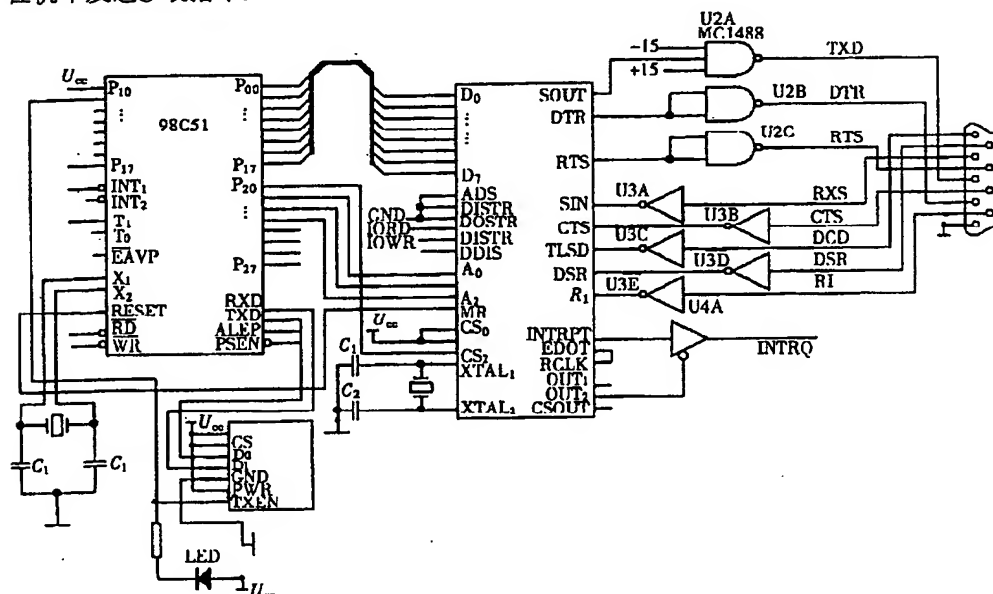 U2A
MC1488
-15
+15
TXD
U_cc
P10
P00
98C51
P17
P17
INT1
INT2
T1
T0
EAVP
X1
X2
RESET
RD
WR
P20
P27
RXD
TXD
ALEP
PSEN
D0
D7
ADS
DISTR
DOSTR
GND
IORD
IOWR
DISTR
DDIS
A0
A2
MR
U_cc
CS0
CS2
XTAL1
XTAL2
C1
C2
SOUT
DTR
RTS
SIN
CTS
TLSD
DSR
R1
INTRPT
EDOT
RCLK
OUT1
OUT2
CSOUT
U2B
DTR
U2C
RTS
U3A
RXS
U3B
CTS
U3C
DCD
U3D
DSR
U3E
RI
U4A
INTRQ
C1
C1
U_cc
CS
D0
D1
GND
PWR
TXEN
LED